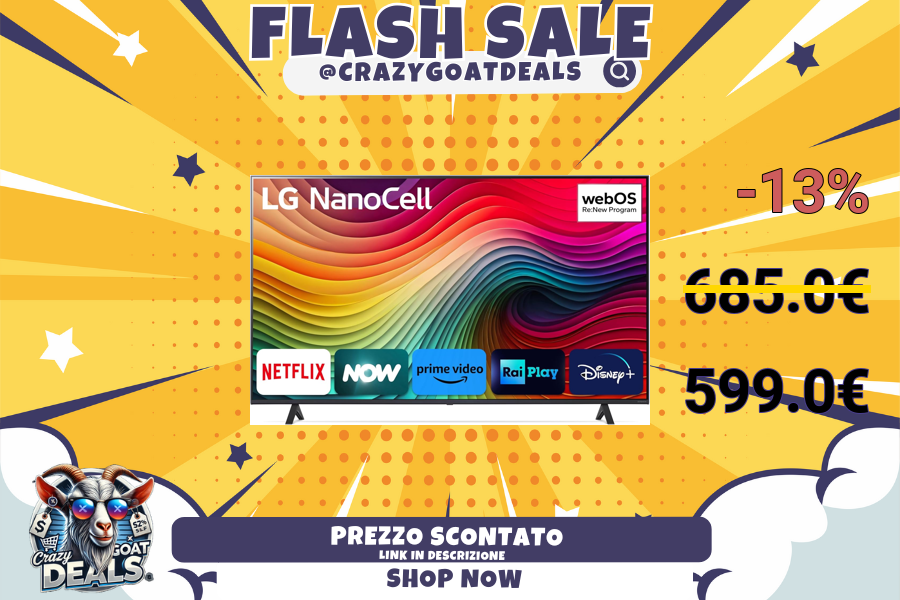 FLASH SALE
@CRAZYGOATDEALS
-13%
LG NanoCell
webOS
Re:New Program
685.0€
NETFLIX
NOW
prime video
Rai Play
Disney+
599.0€
$
52%
Crazy
GOAT
DEALS
PREZZO SCONTATO
LINK IN DESCRIZIONE
SHOP NOW